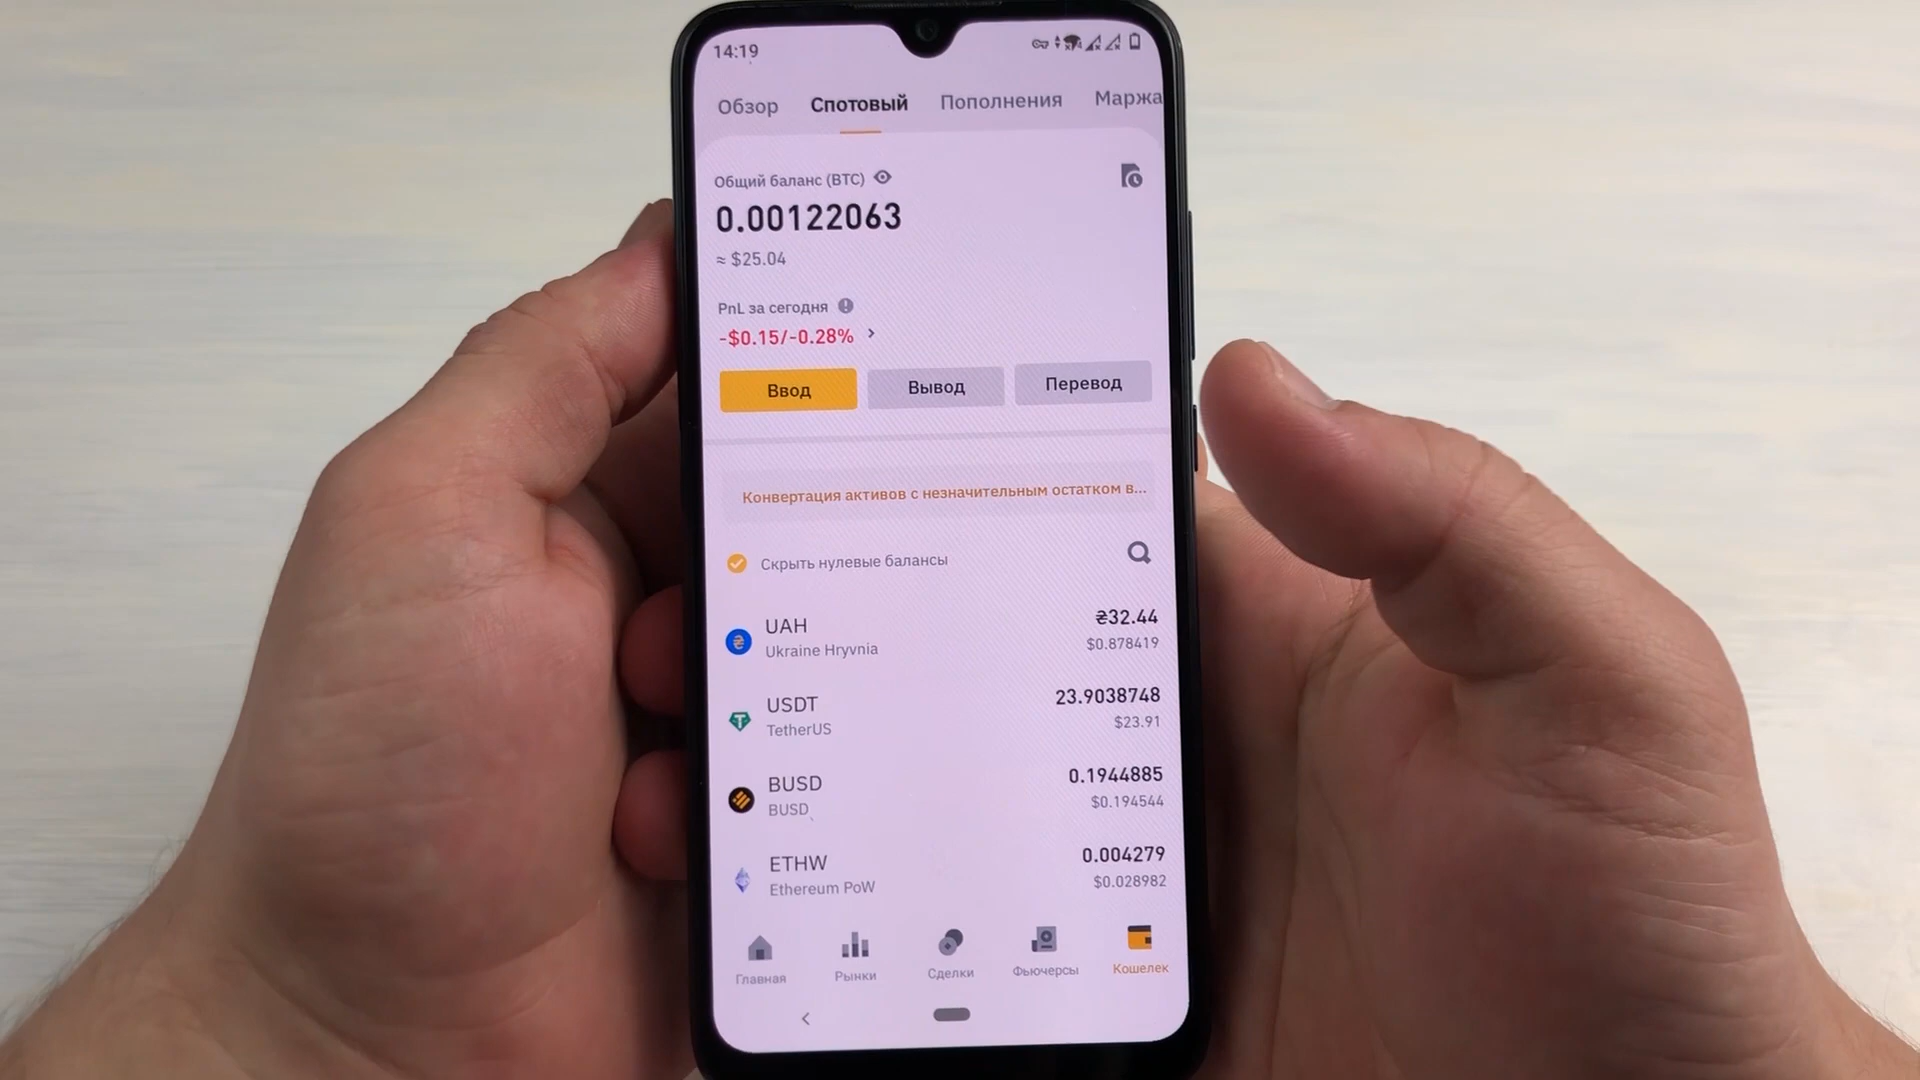 14:19
Обзор Спотовый Пополнения Маржа
Общий баланс (BTC)
0.00122063
≈ $25.04
PnL за сегодня
-$0.15/-0.28%
Ввод Вывод Перевод
Конвертация активов с незначительным остатком в...
Скрыть нулевые балансы
UAH ₴32.44
Ukraine Hryvnia $0.878419
USDT 23.9038748
TetherUS $23.91
BUSD 0.1944885
BUSD $0.194544
ETHW 0.004279
Ethereum PoW $0.028982
Главная Рынки Сделки Фьючерсы Кошелек